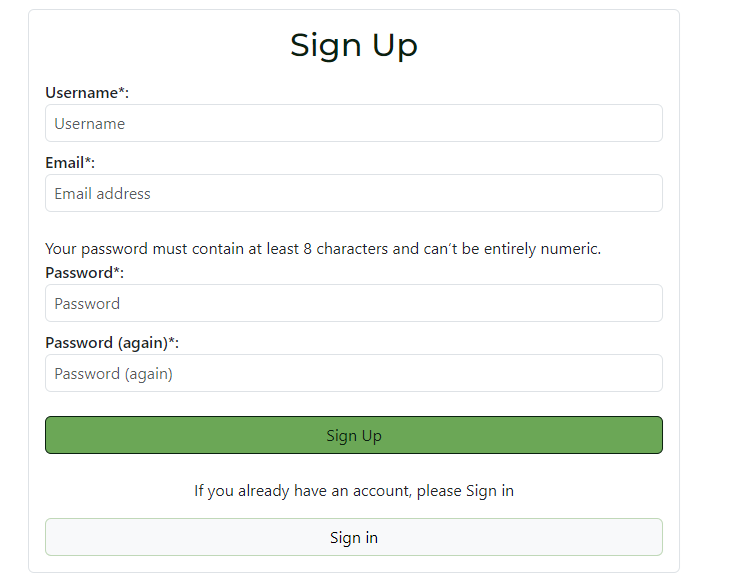 Sign Up
Username*:
Username
Email*:
Email address
Your password must contain at least 8 characters and can't be entirely numeric.
Password*:
Password
Password (again)*:
Password (again)
Sign Up
If you already have an account, please Sign in
Sign in